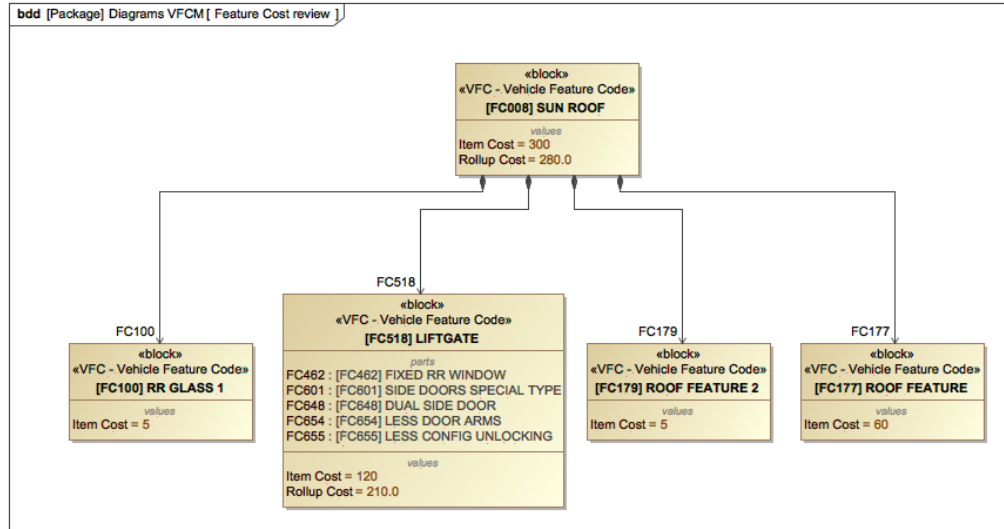 bdd [Package] Diagrams VFCM [ Feature Cost review ]
«block»
«VFC - Vehicle Feature Code»
[FC008] SUN ROOF
values
Item Cost = 300
Rollup Cost = 280.0
FC100
«block»
«VFC - Vehicle Feature Code»
[FC100] RR GLASS 1
values
Item Cost = 5
FC518
«block»
«VFC - Vehicle Feature Code»
[FC518] LIFTGATE
parts
FC462 : [FC462] FIXED RR WINDOW
FC601 : [FC601] SIDE DOORS SPECIAL TYPE
FC648 : [FC648] DUAL SIDE DOOR
FC654 : [FC654] LESS DOOR ARMS
FC655 : [FC655] LESS CONFIG UNLOCKING
values
Item Cost = 120
Rollup Cost = 210.0
FC179
«block»
«VFC - Vehicle Feature Code»
[FC179] ROOF FEATURE 2
values
Item Cost = 5
FC177
«block»
«VFC - Vehicle Feature Code»
[FC177] ROOF FEATURE
values
Item Cost = 60